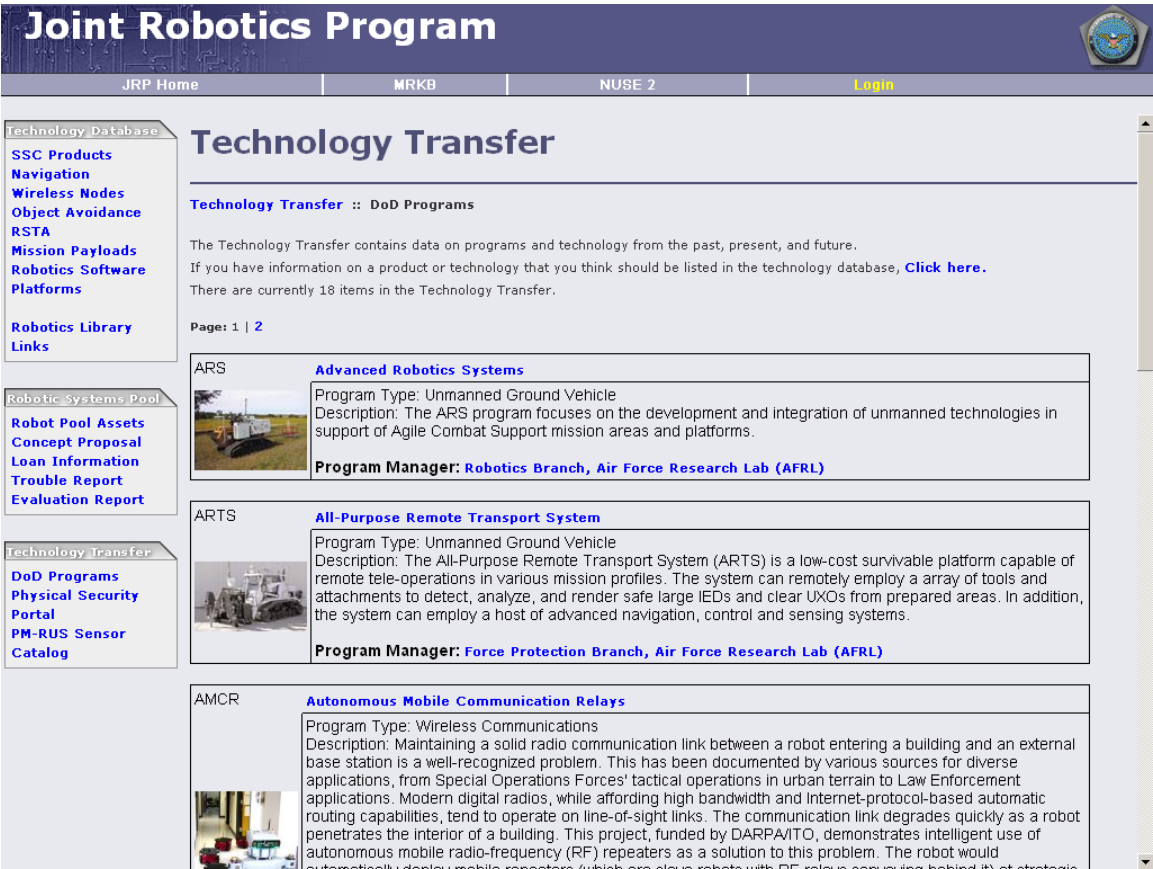 Joint Robotics Program
JRP Home MRKB NUSE 2 Login
Technology Database
SSC Products
Navigation
Wireless Nodes
Object Avoidance
RSTA
Mission Payloads
Robotics Software
Platforms
Robotics Library
Links
Robotic Systems Pool
Robot Pool Assets
Concept Proposal
Loan Information
Trouble Report
Evaluation Report
Technology Transfer
DoD Programs
Physical Security
Portal
PM-RUS Sensor
Catalog
Technology Transfer
Technology Transfer :: DoD Programs
The Technology Transfer contains data on programs and technology from the past, present, and future.
If you have information on a product or technology that you think should be listed in the technology database, Click here.
There are currently 18 items in the Technology Transfer.
Page: 1 | 2
ARS Advanced Robotics Systems
Program Type: Unmanned Ground Vehicle
Description: The ARS program focuses on the development and integration of unmanned technologies in
support of Agile Combat Support mission areas and platforms.
Program Manager: Robotics Branch, Air Force Research Lab (AFRL)
ARTS All-Purpose Remote Transport System
Program Type: Unmanned Ground Vehicle
Description: The All-Purpose Remote Transport System (ARTS) is a low-cost survivable platform capable of
remote tele-operations in various mission profiles. The system can remotely employ a array of tools and
attachments to detect, analyze, and render safe large IEDs and clear UXOs from prepared areas. In addition,
the system can employ a host of advanced navigation, control and sensing systems.
Program Manager: Force Protection Branch, Air Force Research Lab (AFRL)
AMCR Autonomous Mobile Communication Relays
Program Type: Wireless Communications
Description: Maintaining a solid radio communication link between a robot entering a building and an external
base station is a well-recognized problem. This has been documented by various sources for diverse
applications, from Special Operations Forces' tactical operations in urban terrain to Law Enforcement
applications. Modern digital radios, while affording high bandwidth and Internet-protocol-based automatic
routing capabilities, tend to operate on line-of-sight links. The communication link degrades quickly as a robot
penetrates the interior of a building. This project, funded by DARPA/ITO, demonstrates intelligent use of
autonomous mobile radio-frequency (RF) repeaters as a solution to this problem. The robot would
automatically deploy mobile repeaters (which are slave robots with RF relays convoying behind it) at strategic